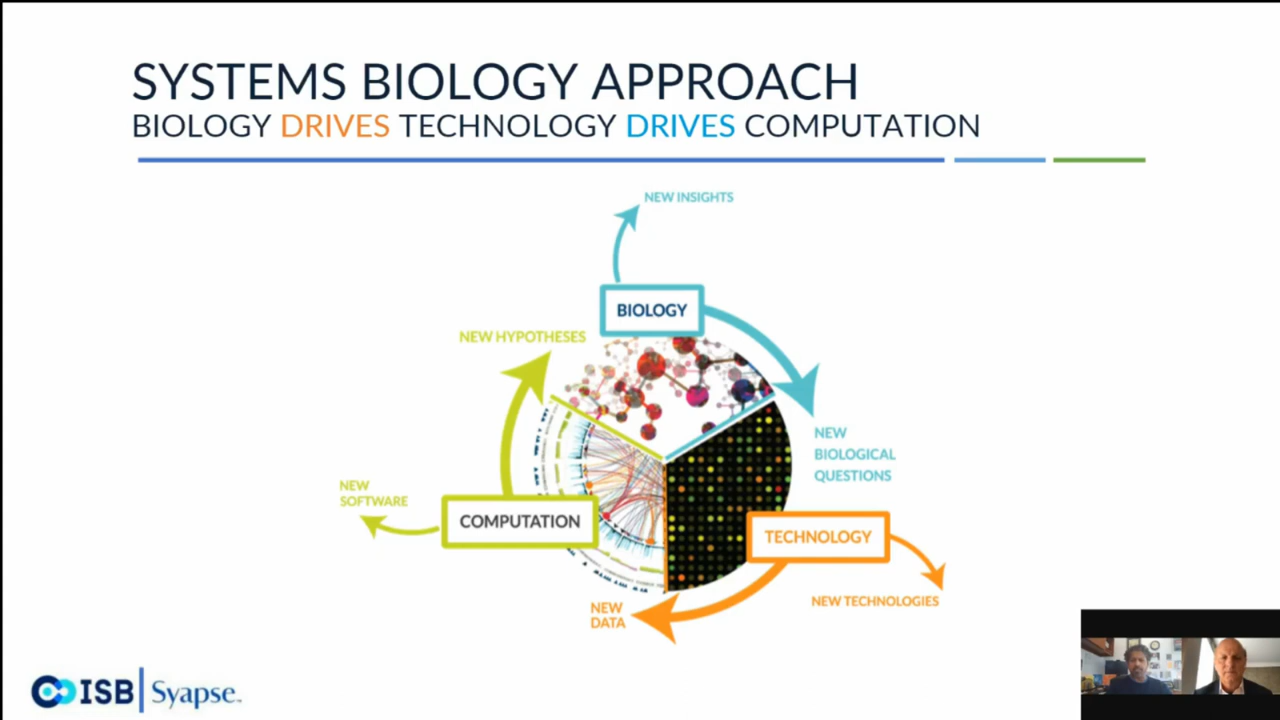 SYSTEMS BIOLOGY APPROACH
BIOLOGY DRIVES TECHNOLOGY DRIVES COMPUTATION
NEW INSIGHTS
BIOLOGY
NEW HYPOTHESES
NEW
BIOLOGICAL
QUESTIONS
NEW
SOFTWARE
COMPUTATION
TECHNOLOGY
NEW TECHNOLOGIES
NEW
DATA
ISB Syapse™